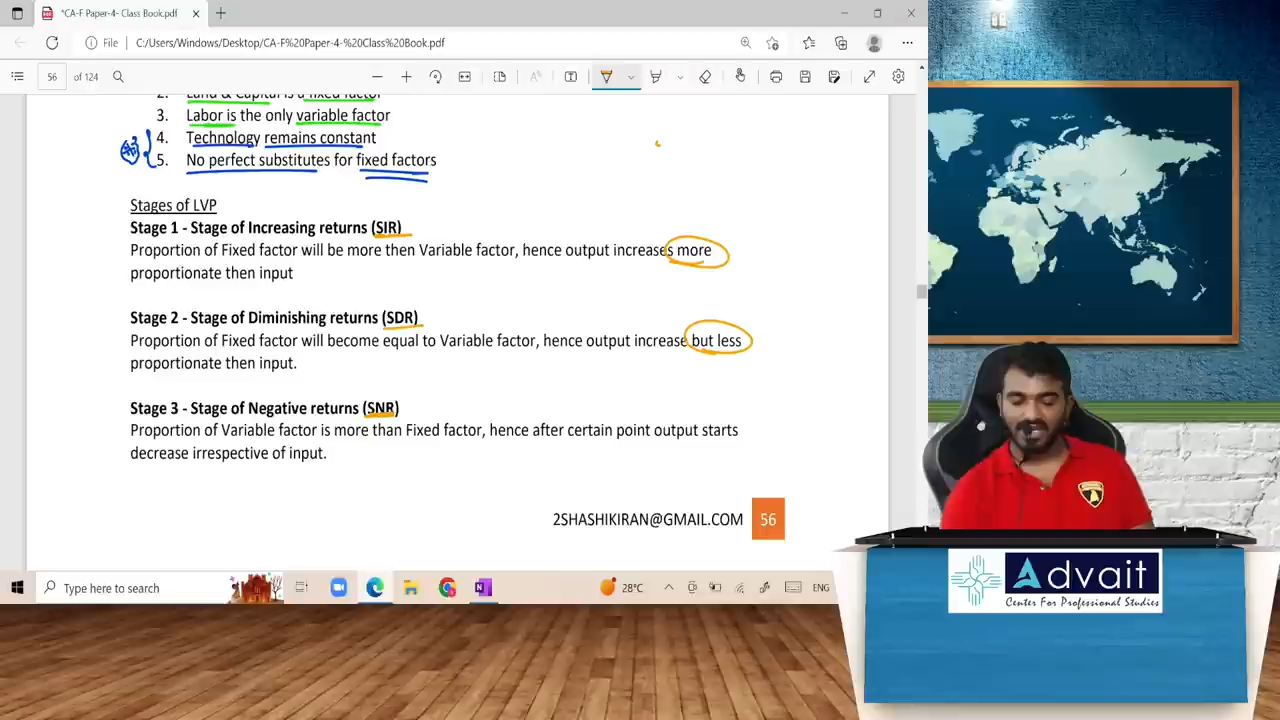 *CA-F Paper-4- Class Book.pdf
File C:/Users/Windows/Desktop/CA-F%20Paper-4-%20Class%20Book.pdf
56 of 124
2. Land & Capital is a fixed factor
3. Labor is the only variable factor
4. Technology remains constant
5. No perfect substitutes for fixed factors
Stages of LVP
Stage 1 - Stage of Increasing returns (SIR)
Proportion of Fixed factor will be more then Variable factor, hence output increases more
proportionate then input
Stage 2 - Stage of Diminishing returns (SDR)
Proportion of Fixed factor will become equal to Variable factor, hence output increase but less
proportionate then input.
Stage 3 - Stage of Negative returns (SNR)
Proportion of Variable factor is more than Fixed factor, hence after certain point output starts
decrease irrespective of input.
2SHASHIKIRAN@GMAIL.COM 56
Type here to search
28°C
ENG
Advait
Center For Professional Studies